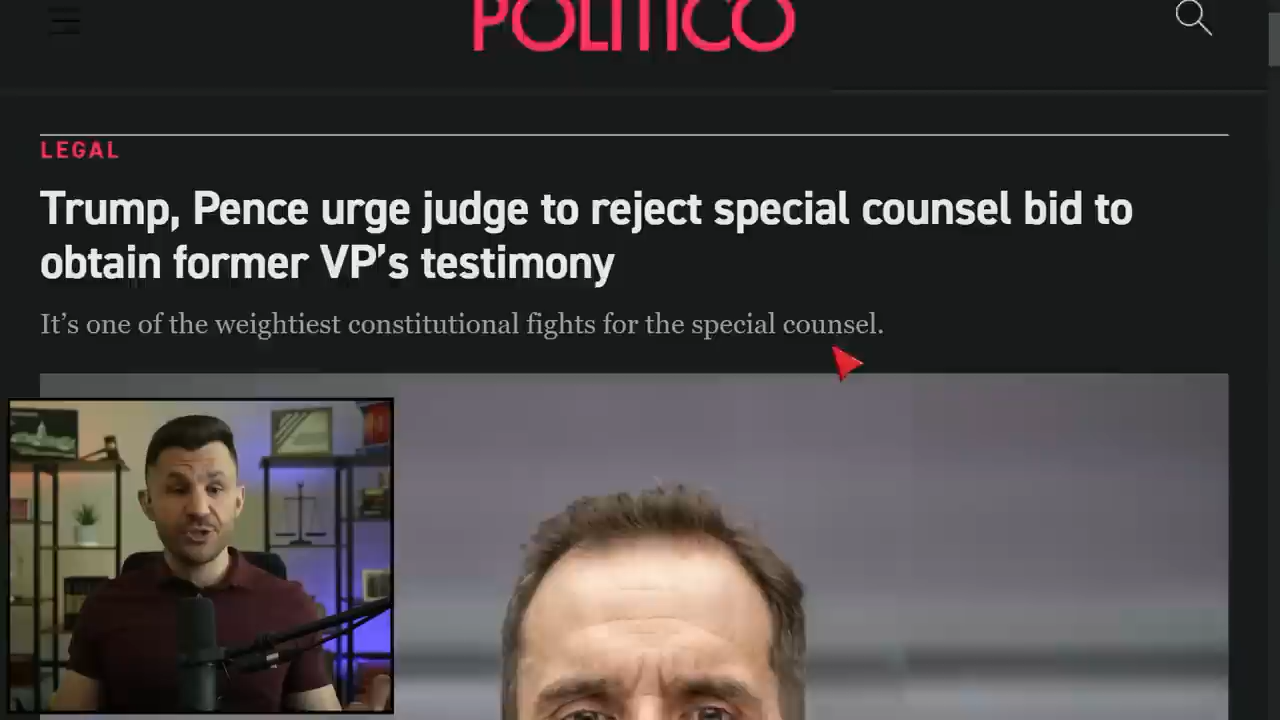 POLITICO
LEGAL
Trump, Pence urge judge to reject special counsel bid to
obtain former VP’s testimony
It’s one of the weightiest constitutional fights for the special counsel.